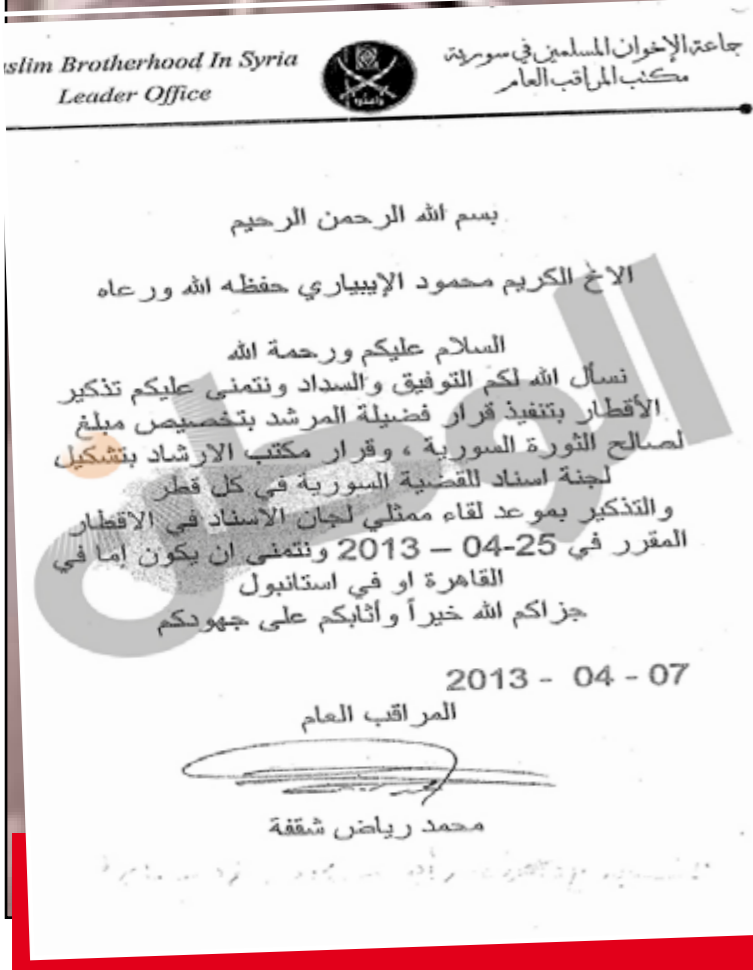 جماعة الإخوان المسلمين في سورية
مكتب المراقب العام
slim Brotherhood In Syria
Leader Office
وأعدوا
بسم الله الرحمن الرحيم
الاخ الكريم محمود الإبياري حفظه الله ورعاه
السلام عليكم ورحمة الله
نسأل الله لكم التوفيق والسداد ونتمنى عليكم تذكير
الأقطار بتنفيذ قرار فضيلة المرشد بتخصيص مبلغ
لصالح الثورة السورية ، وقرار مكتب الارشاد بتشكيل
لجنة اسناد للقضية السورية في كل قطر
والتذكير بموعد لقاء ممثلي لجان الاسناد في الاقطار
المقرر في 25-04 – 2013 ونتمنى ان يكون إما في
القاهرة او في استانبول
جزاكم الله خيراً وأثابكم على جهودكم
07 - 04 - 2013
المراقب العام
محمد رياض شقفة
الوطن